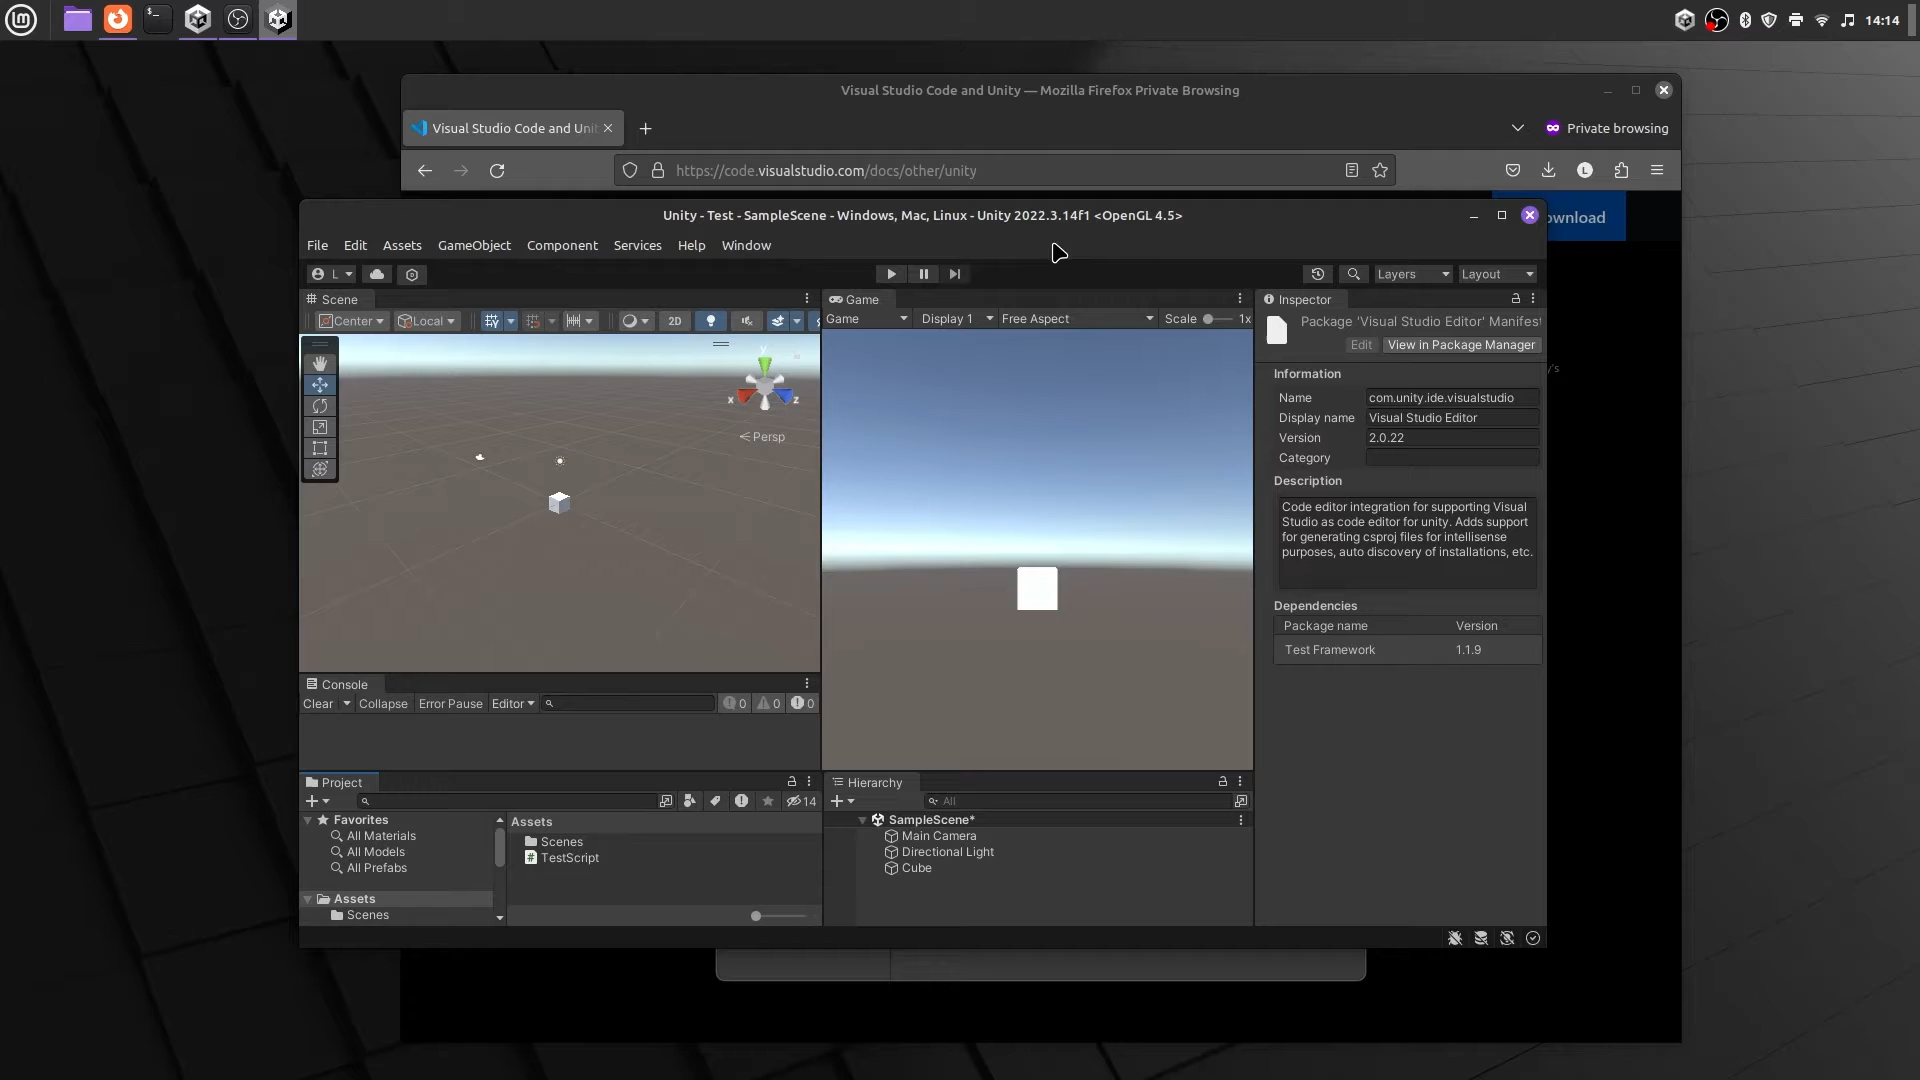 14:14
Visual Studio Code and Unity — Mozilla Firefox Private Browsing
Visual Studio Code and Unit
Private browsing
https://code.visualstudio.com/docs/other/unity
L
ownload
Unity - Test - SampleScene - Windows, Mac, Linux - Unity 2022.3.14f1 <OpenGL 4.5>
File Edit Assets GameObject Component Services Help Window
L
Layers
Layout
Scene
Game
Inspector
Center
Local
2D
Game
Display 1
Free Aspect
Scale
1x
Package 'Visual Studio Editor' Manifest
Edit
View in Package Manager
y's
y
x
z
Persp
Information
Name com.unity.ide.visualstudio
Display name Visual Studio Editor
Version 2.0.22
Category
Description
Code editor integration for supporting Visual
Studio as code editor for unity. Adds support
for generating csproj files for intellisense
purposes, auto discovery of installations, etc.
Dependencies
Package name Version
Test Framework 1.1.9
Console
Clear Collapse Error Pause Editor 0 0 0
Project
14
Favorites
All Materials
All Models
All Prefabs
Assets
Scenes
Assets
Scenes
TestScript
Hierarchy
All
SampleScene*
Main Camera
Directional Light
Cube